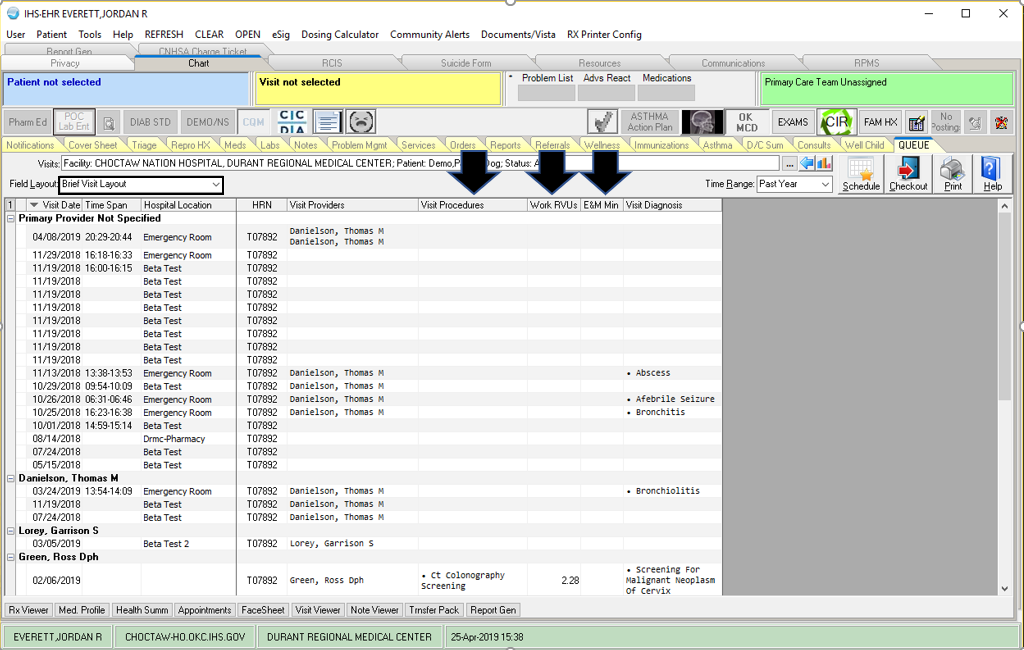 IHS-EHR EVERETT,JORDAN R
User Patient Tools Help REFRESH CLEAR OPEN eSig Dosing Calculator Community Alerts Documents/Vista RX Printer Config
Report Gen CNHSA Charge Ticket
Privacy Chart RCIS Suicide Form Resources Communications RPMS
Patient not selected Visit not selected Problem List Advs React Medications Primary Care Team Unassigned
Pharm Ed POC Lab Ent DIAB STD DEMO/NS CQM CIC DIA ASTHMA Action Plan OK MCD EXAMS CIR FAM HX No Postings
Notifications Cover Sheet Triage Repro HX Meds Labs Notes Problem Mgmt Services Orders Reports Referrals Wellness Immunizations Asthma D/C Sum Consults Well Child QUEUE
Visits: Facility: CHOCTAW NATION HOSPITAL, DURANT REGIONAL MEDICAL CENTER; Patient: Demo,P og; Status: A ...
Field Layout: Brief Visit Layout Time Range: Past Year Schedule Checkout Print Help
1 Visit Date Time Span Hospital Location HRN Visit Providers Visit Procedures Work RVUs E&M Min Visit Diagnosis
Primary Provider Not Specified
04/08/2019 20:29-20:44 Emergency Room T07892 Danielson, Thomas M
Danielson, Thomas M
11/29/2018 16:18-16:33 Emergency Room T07892
11/19/2018 16:00-16:15 Beta Test T07892
11/19/2018 Beta Test T07892
11/19/2018 Beta Test T07892
11/19/2018 Beta Test T07892
11/19/2018 Beta Test T07892
11/19/2018 Beta Test T07892
11/19/2018 Beta Test T07892
11/19/2018 Beta Test T07892
11/13/2018 13:38-13:53 Emergency Room T07892 Danielson, Thomas M • Abscess
10/29/2018 09:54-10:09 Beta Test T07892 Danielson, Thomas M
10/26/2018 06:31-06:46 Emergency Room T07892 Danielson, Thomas M • Afebrile Seizure
10/25/2018 16:23-16:38 Emergency Room T07892 Danielson, Thomas M • Bronchitis
10/01/2018 14:59-15:14 Beta Test T07892
08/14/2018 Drmc-Pharmacy T07892
07/24/2018 Beta Test T07892
05/15/2018 Beta Test T07892
Danielson, Thomas M
03/24/2019 13:54-14:09 Emergency Room T07892 Danielson, Thomas M • Bronchiolitis
11/19/2018 Beta Test T07892 Danielson, Thomas M
07/24/2018 Beta Test T07892 Danielson, Thomas M
Lorey, Garrison S
03/05/2019 Beta Test 2 T07892 Lorey, Garrison S
Green, Ross Dph
02/06/2019 T07892 Green, Ross Dph • Ct Colonography Screening 2.28 • Screening For Malignant Neoplasm Of Cervix
Rx Viewer Med. Profile Health Summ Appointments FaceSheet Visit Viewer Note Viewer Trnsfer Pack Report Gen
EVERETT,JORDAN R CHOCTAW-HO.OKC.IHS.GOV DURANT REGIONAL MEDICAL CENTER 25-Apr-2019 15:38